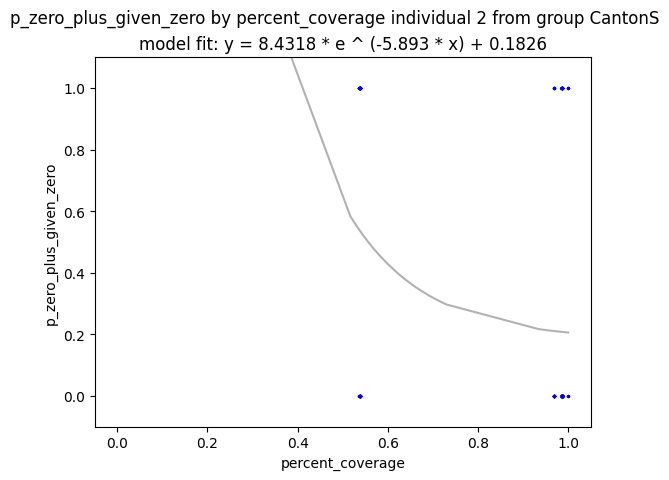 p_zero_plus_given_zero by percent_coverage individual 2 from group CantonS
model fit: y = 8.4318 * e ^ (-5.893 * x) + 0.1826
1.0
0.8
0.6
0.4
0.2
0.0
p_zero_plus_given_zero
0.0 0.2 0.4 0.6 0.8 1.0
percent_coverage